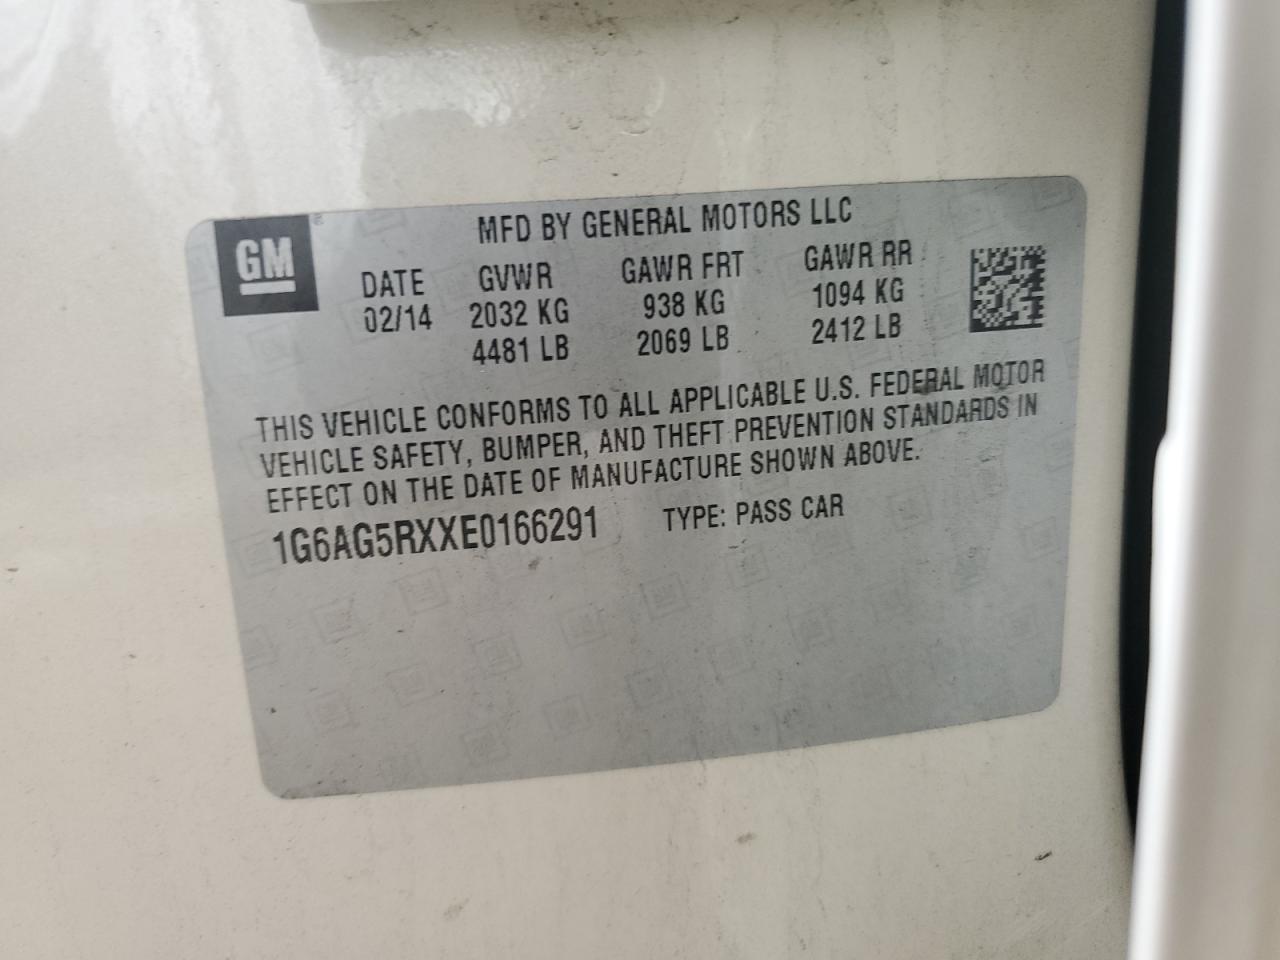 GM
MFD BY GENERAL MOTORS LLC
DATE GVWR GAWR FRT GAWR RR
02/14 2032 KG 938 KG 1094 KG
4481 LB 2069 LB 2412 LB
THIS VEHICLE CONFORMS TO ALL APPLICABLE U.S. FEDERAL MOTOR
VEHICLE SAFETY, BUMPER, AND THEFT PREVENTION STANDARDS IN
EFFECT ON THE DATE OF MANUFACTURE SHOWN ABOVE.
1G6AG5RXXE0166291 TYPE: PASS CAR